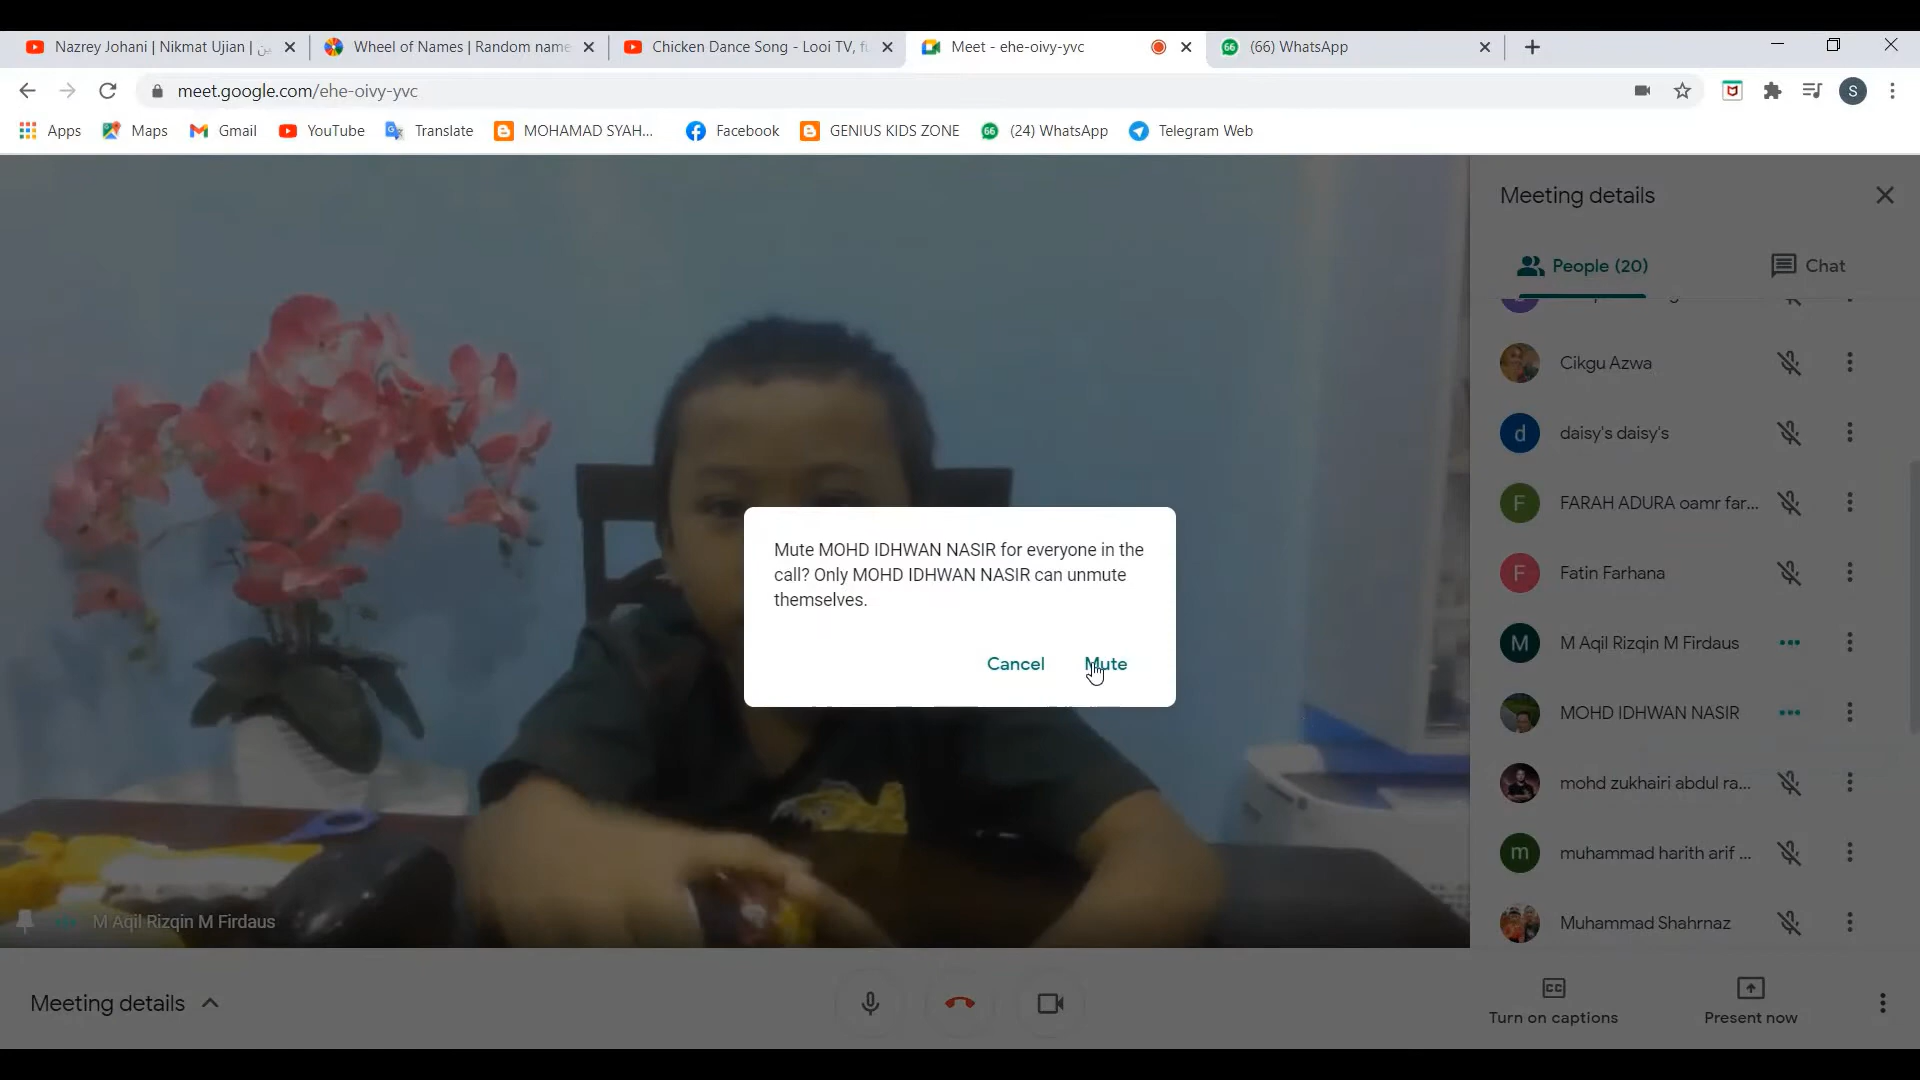 Nazrey Johani | Nikmat Ujian |
Wheel of Names | Random name
Chicken Dance Song - Looi TV, fu
Meet - ehe-oivy-yvc
66
(66) WhatsApp
meet.google.com/ehe-oivy-yvc
S
Apps
Maps
Gmail
YouTube
Translate
MOHAMAD SYAH...
Facebook
GENIUS KIDS ZONE
66
(24) WhatsApp
Telegram Web
Meeting details
People (20)
Chat
Cikgu Azwa
d
daisy's daisy's
F
FARAH ADURA oamr far...
F
Fatin Farhana
M
M Aqil Rizqin M Firdaus
MOHD IDHWAN NASIR
mohd zukhairi abdul ra...
m
muhammad harith arif ...
Muhammad Shahrnaz
Mute MOHD IDHWAN NASIR for everyone in the
call? Only MOHD IDHWAN NASIR can unmute
themselves.
Cancel
Mute
M Aqil Rizqin M Firdaus
Meeting details
CC
Turn on captions
Present now